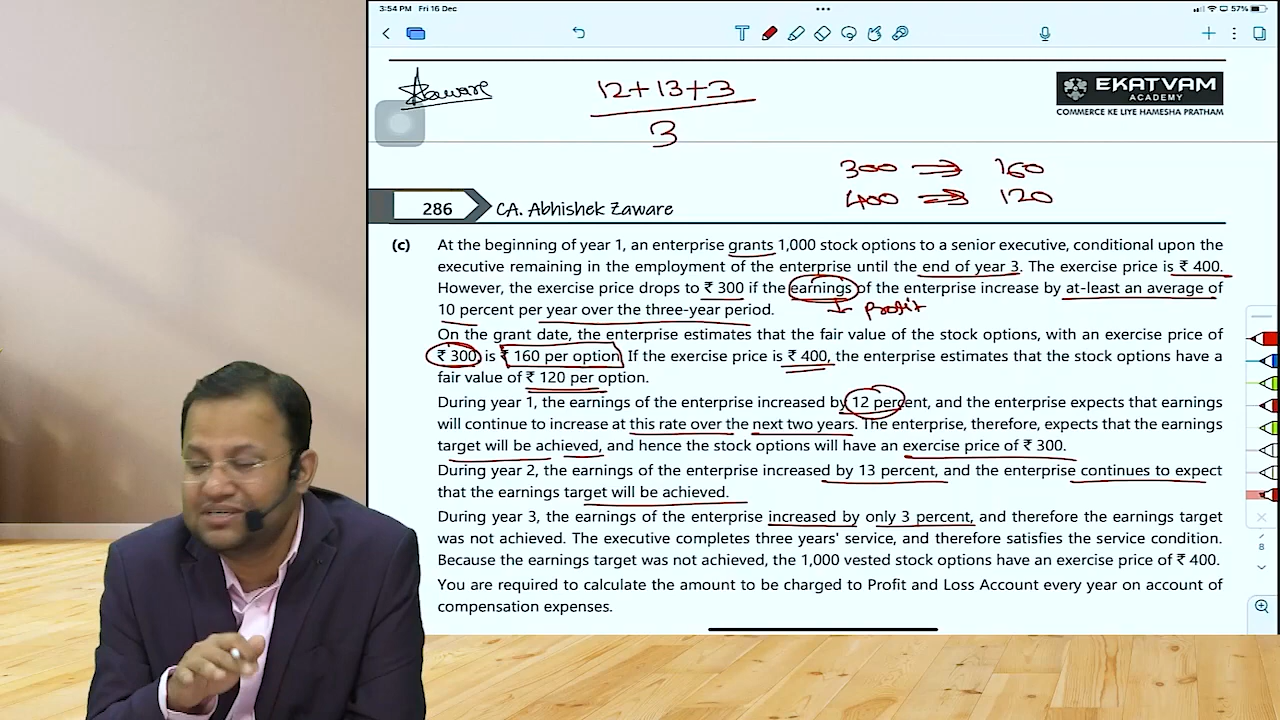 3:54 PM Fri 16 Dec
57%
Zaware
12+13+3
3
EKATVAM
ACADEMY
COMMERCE KE LIYE HAMESHA PRATHAM
300 → 160
400 → 120
286 CA. Abhishek Zaware
(c) At the beginning of year 1, an enterprise grants 1,000 stock options to a senior executive, conditional upon the
executive remaining in the employment of the enterprise until the end of year 3. The exercise price is ₹ 400.
However, the exercise price drops to ₹ 300 if the earnings of the enterprise increase by at-least an average of
10 percent per year over the three-year period.
→ profit
On the grant date, the enterprise estimates that the fair value of the stock options, with an exercise price of
₹ 300 is ₹ 160 per option. If the exercise price is ₹ 400, the enterprise estimates that the stock options have a
fair value of ₹ 120 per option.
During year 1, the earnings of the enterprise increased by 12 percent, and the enterprise expects that earnings
will continue to increase at this rate over the next two years. The enterprise, therefore, expects that the earnings
target will be achieved, and hence the stock options will have an exercise price of ₹ 300.
During year 2, the earnings of the enterprise increased by 13 percent, and the enterprise continues to expect
that the earnings target will be achieved.
During year 3, the earnings of the enterprise increased by only 3 percent, and therefore the earnings target
was not achieved. The executive completes three years' service, and therefore satisfies the service condition.
Because the earnings target was not achieved, the 1,000 vested stock options have an exercise price of ₹ 400.
You are required to calculate the amount to be charged to Profit and Loss Account every year on account of
compensation expenses.
8